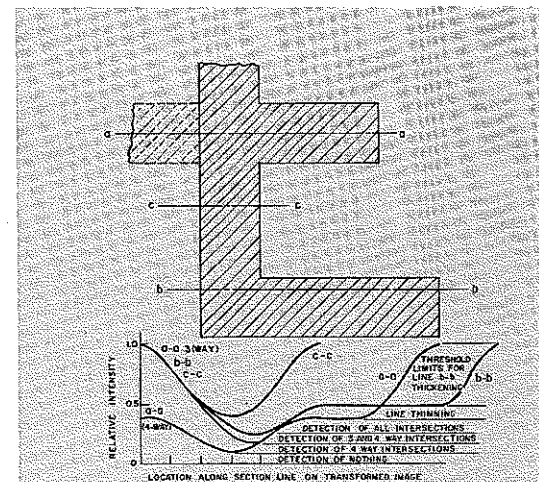 a a
c c
b b
1.0
0.5
0
RELATIVE INTENSITY
a-a 3(WAY)
b-b
c-c
a-a
(4-WAY)
c-c
a-a
b-b
THRESHOLD
LIMITS FOR
LINE b-b
THICKENING
LINE THINNING
DETECTION OF ALL INTERSECTIONS
DETECTION OF 3 AND 4 WAY INTERSECTIONS
DETECTION OF 4 WAY INTERSECTIONS
DETECTION OF NOTHING
LOCATION ALONG SECTION LINE ON TRANSFORMED IMAGE